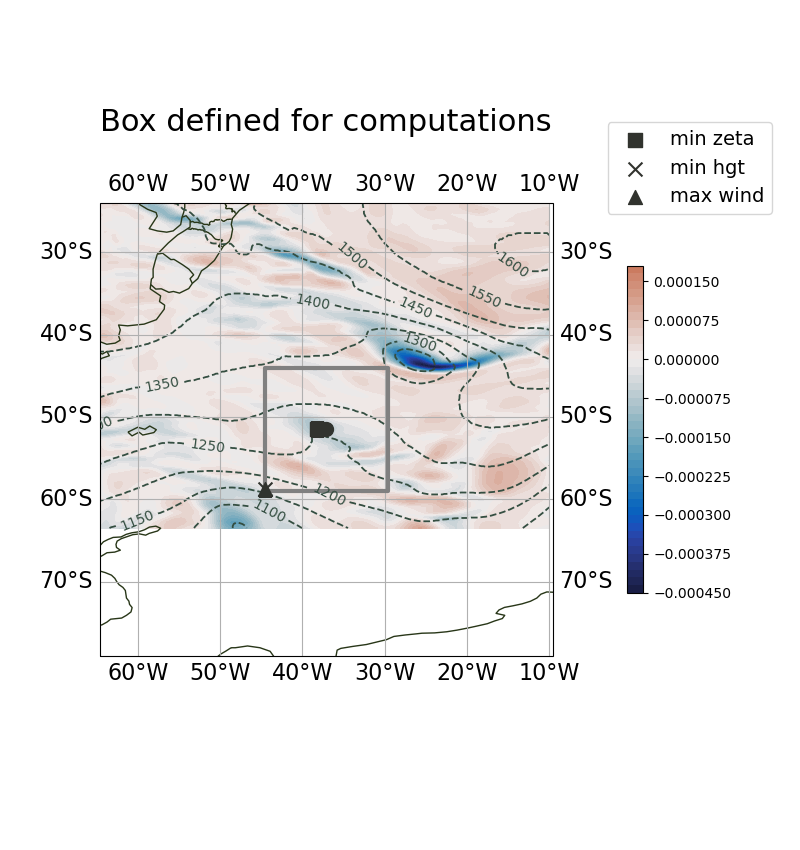 Box defined for computations
min zeta
min hgt
max wind
60°W 50°W 40°W 30°W 20°W 10°W
30°S 30°S
40°S 40°S
50°S 50°S
60°S 60°S
70°S 70°S
60°W 50°W 40°W 30°W 20°W 10°W
1500
1600
1550
1400
1450
1300
1350
1250
1200
1150
1100
0.000150
0.000075
0.000000
−0.000075
−0.000150
−0.000225
−0.000300
−0.000375
−0.000450